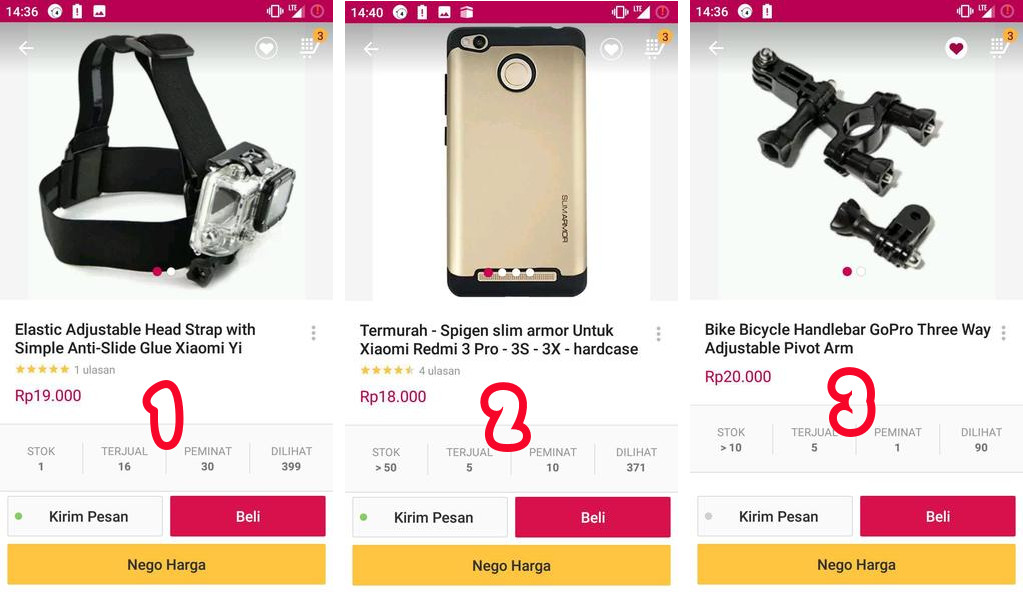 14:36
LTE
3
Elastic Adjustable Head Strap with
Simple Anti-Slide Glue Xiaomi Yi
1 ulasan
Rp19.000
1
STOK TERJUAL PEMINAT DILIHAT
1 16 30 399
Kirim Pesan Beli
Nego Harga
14:40
LTE
3
SLIM ARMOR
Termurah - Spigen slim armor Untuk
Xiaomi Redmi 3 Pro - 3S - 3X - hardcase
4 ulasan
Rp18.000
2
STOK TERJUAL PEMINAT DILIHAT
> 50 5 10 371
Kirim Pesan Beli
Nego Harga
14:36
LTE
3
Bike Bicycle Handlebar GoPro Three Way
Adjustable Pivot Arm
Rp20.000
3
STOK TERJUAL PEMINAT DILIHAT
> 10 5 1 90
Kirim Pesan Beli
Nego Harga